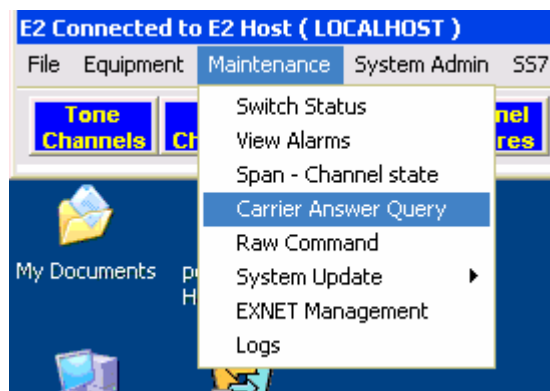 E2 Connected to E2 Host ( LOCALHOST )
File Equipment Maintenance System Admin SS7
Tone
Channels
Switch Status
View Alarms
Span - Channel state
Carrier Answer Query
Raw Command
System Update
EXNET Management
Logs
My Documents